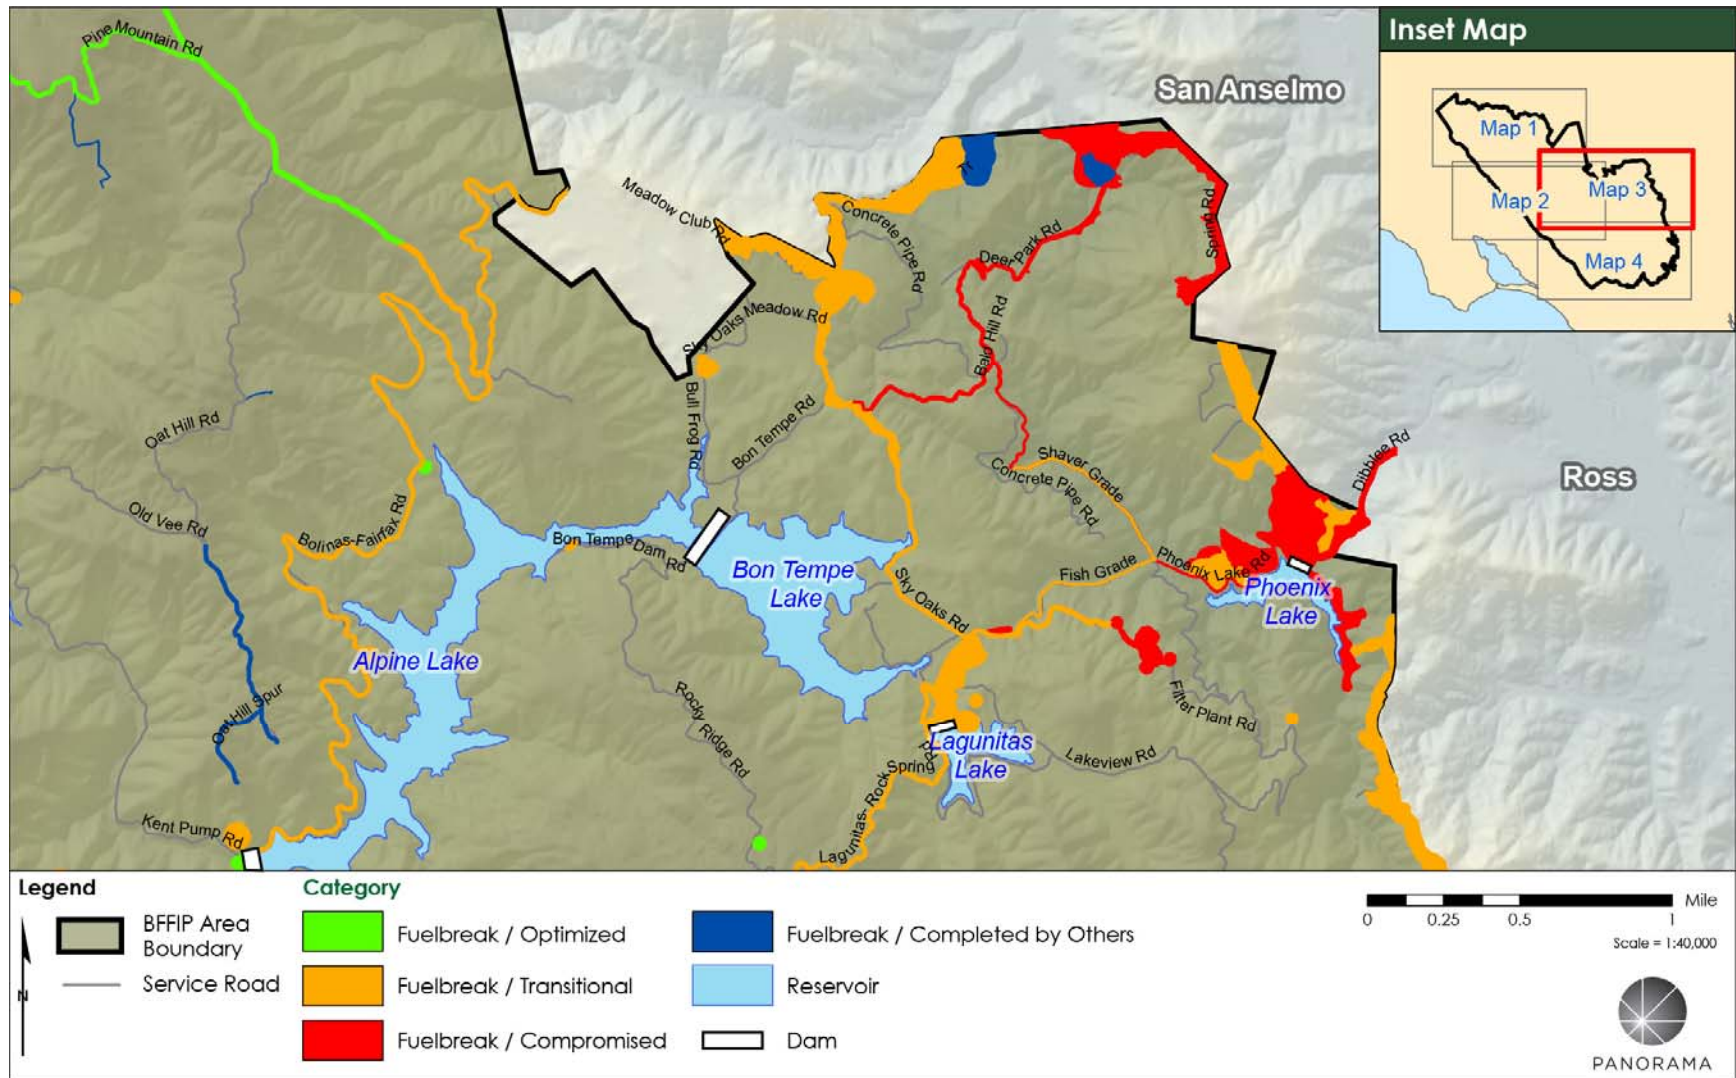 Pine Mountain Rd
San Anselmo
Inset Map
Map 1
Map 2
Map 3
Map 4
Meadow Club Rd
Concrete Pipe Rd
Deer Park Rd
Spring Rd
Sky Oaks Meadow Rd
Bald Hill Rd
Bull Frog Rd
Oat Hill Rd
Bon Tempe Rd
Shaver Grade
Concrete Pipe Rd
Dibblee Rd
Ross
Old Vee Rd
Bolinas-Fairfax Rd
Bon Tempe Dam Rd
Bon Tempe
Lake
Fish Grade
Phoenix Lake Rd
Phoenix
Lake
Sky Oaks Rd
Alpine Lake
Oat Hill Spur
Rocky Ridge Rd
Filter Plant Rd
Lagunitas
Lake
Lakeview Rd
Lagunitas- Rock Spring Rd
Kent Pump Rd
Legend
BFFIP Area
Boundary
Service Road
N
Category
Fuelbreak / Optimized
Fuelbreak / Transitional
Fuelbreak / Compromised
Fuelbreak / Completed by Others
Reservoir
Dam
Mile
0 0.25 0.5 1
Scale = 1:40,000
PANORAMA